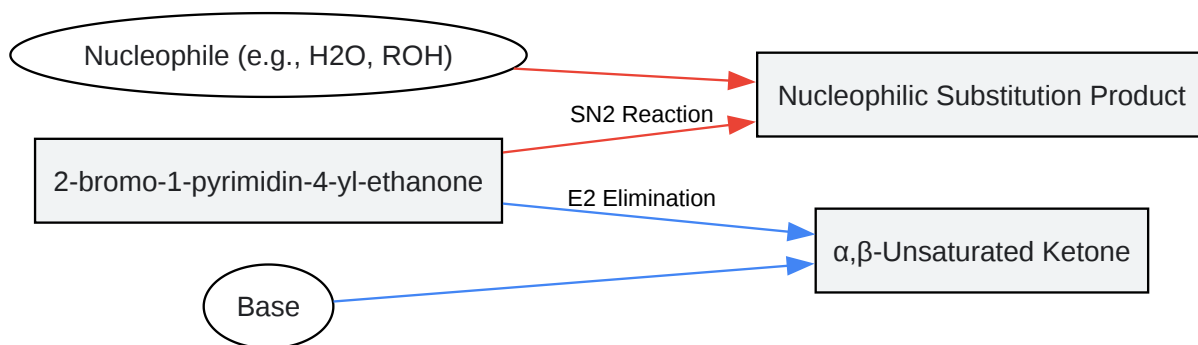 Nucleophile (e.g., H2O, ROH)
Nucleophilic Substitution Product
SN2 Reaction
2-bromo-1-pyrimidin-4-yl-ethanone
E2 Elimination
α,β-Unsaturated Ketone
Base